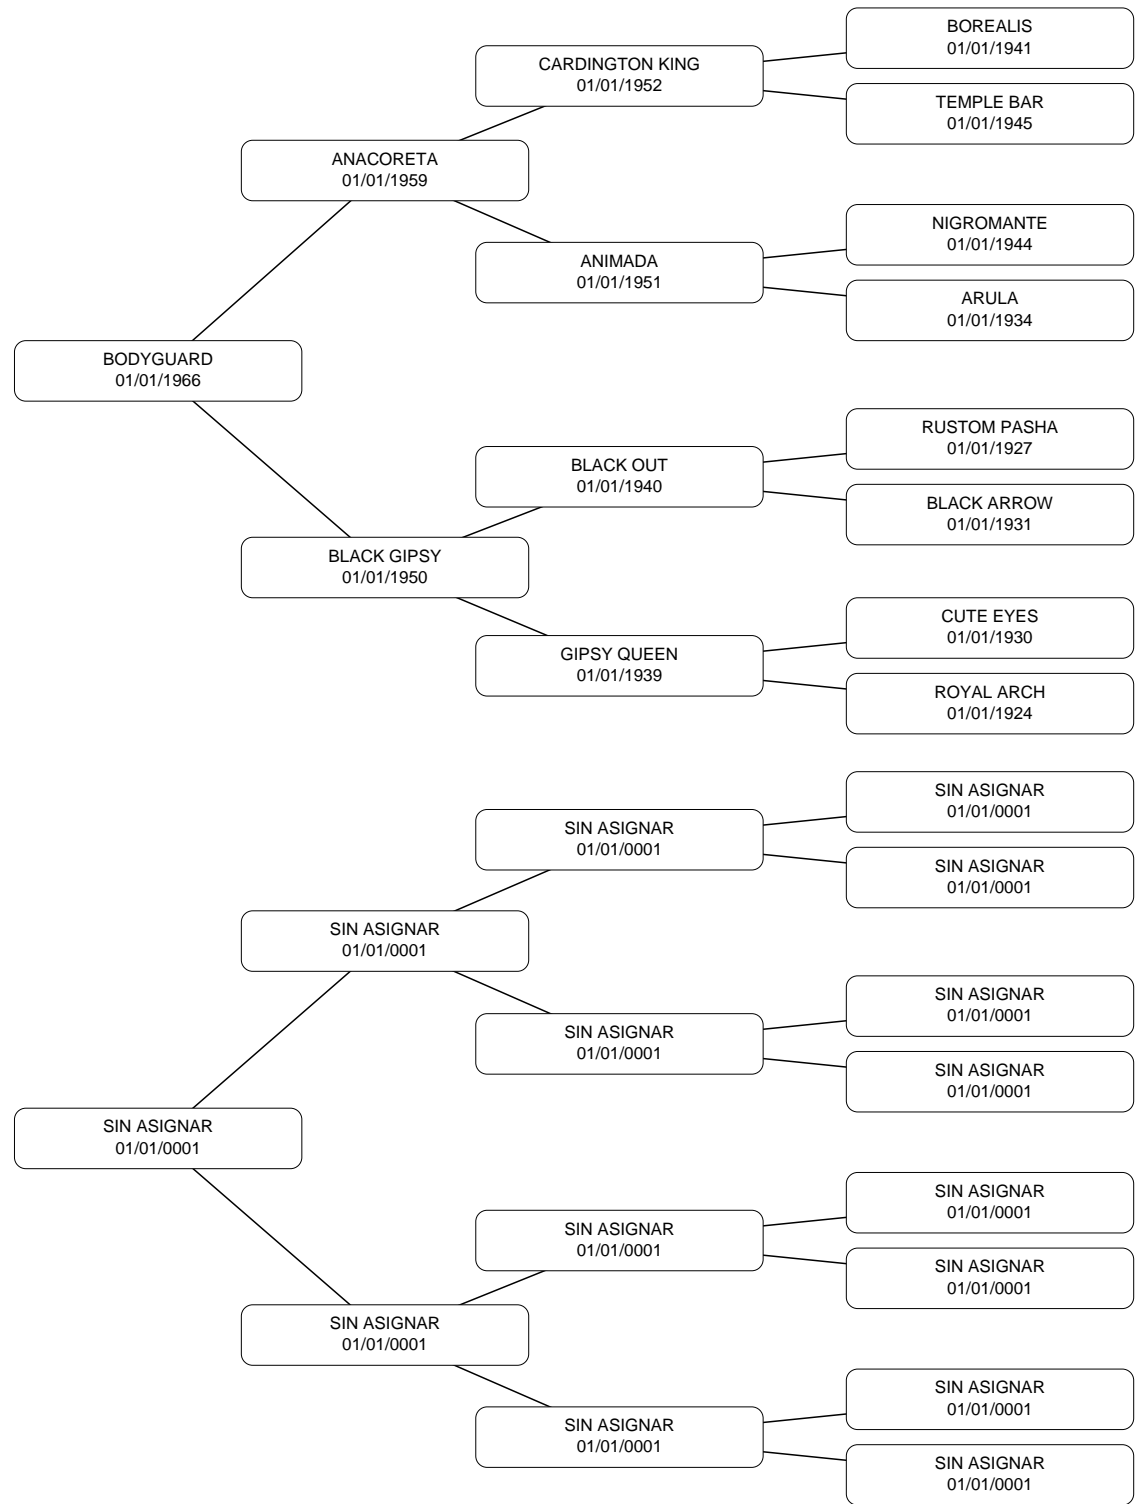 BOREALIS
01/01/1941
CARDINGTON KING
01/01/1952
TEMPLE BAR
01/01/1945
ANACORETA
01/01/1959
NIGROMANTE
01/01/1944
ANIMADA
01/01/1951
ARULA
01/01/1934
BODYGUARD
01/01/1966
RUSTOM PASHA
01/01/1927
BLACK OUT
01/01/1940
BLACK ARROW
01/01/1931
BLACK GIPSY
01/01/1950
CUTE EYES
01/01/1930
GIPSY QUEEN
01/01/1939
ROYAL ARCH
01/01/1924
SIN ASIGNAR
01/01/0001
SIN ASIGNAR
01/01/0001
SIN ASIGNAR
01/01/0001
SIN ASIGNAR
01/01/0001
SIN ASIGNAR
01/01/0001
SIN ASIGNAR
01/01/0001
SIN ASIGNAR
01/01/0001
SIN ASIGNAR
01/01/0001
SIN ASIGNAR
01/01/0001
SIN ASIGNAR
01/01/0001
SIN ASIGNAR
01/01/0001
SIN ASIGNAR
01/01/0001
SIN ASIGNAR
01/01/0001
SIN ASIGNAR
01/01/0001
SIN ASIGNAR
01/01/0001